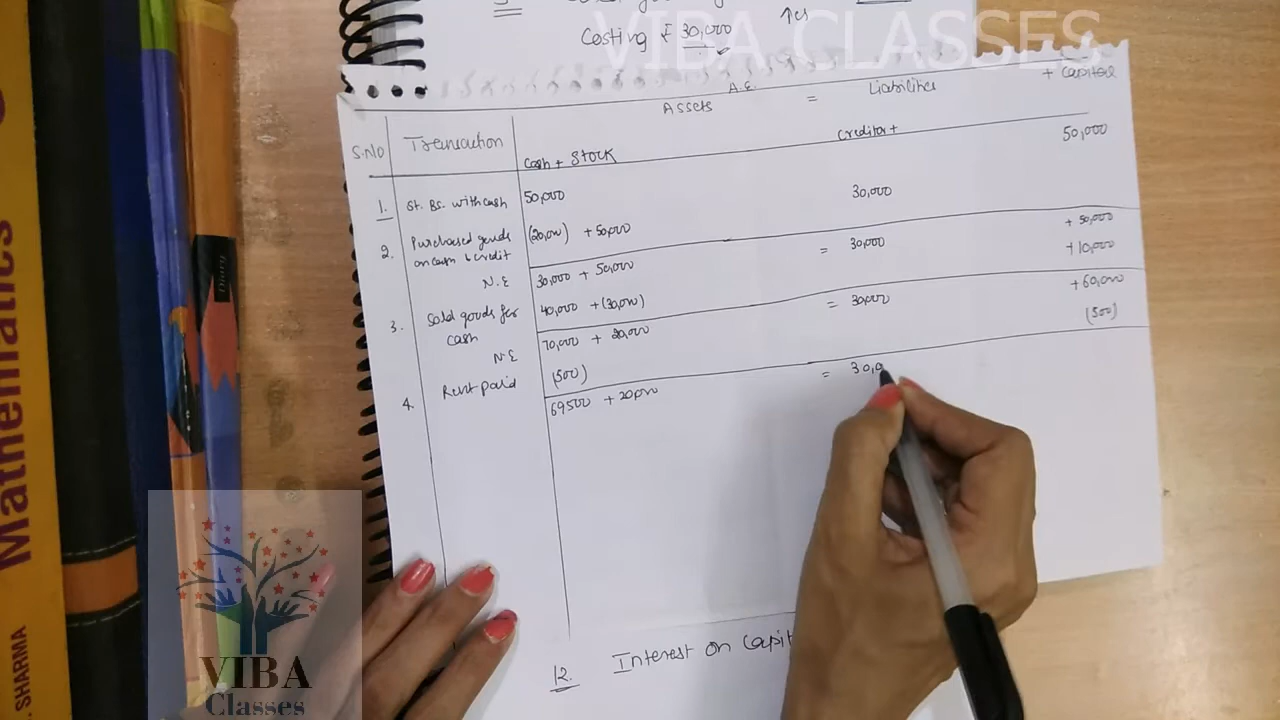 VIBA CLASSES
Costing ₹ 30,000
A.E.
Assets = Liabilities + Capital
S.No Transaction Cash + Stock Creditors + 50,000
1. St. Bs. with cash 50,000 30,000
2. Purchased goods (20,000) + 50,000
on cash & credit
N.E 30,000 + 50,000 = 30,000 + 50,000
3. Sold goods for 40,000 + (30,000) + 10,000
cash
N.E 70,000 + 20,000 = 30,000 + 60,000
4. Rent paid (500) (500)
69500 + 20,000 = 30,0
12. Interest on Capit
Mathematics
SHARMA
Diary
VIBA
Classes